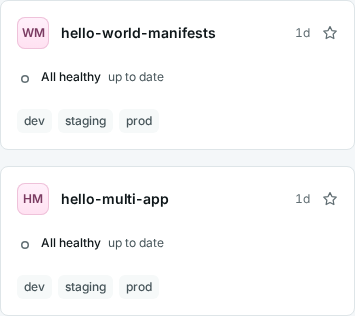 WM hello-world-manifests 1d
All healthy up to date
dev staging prod
HM hello-multi-app 1d
All healthy up to date
dev staging prod